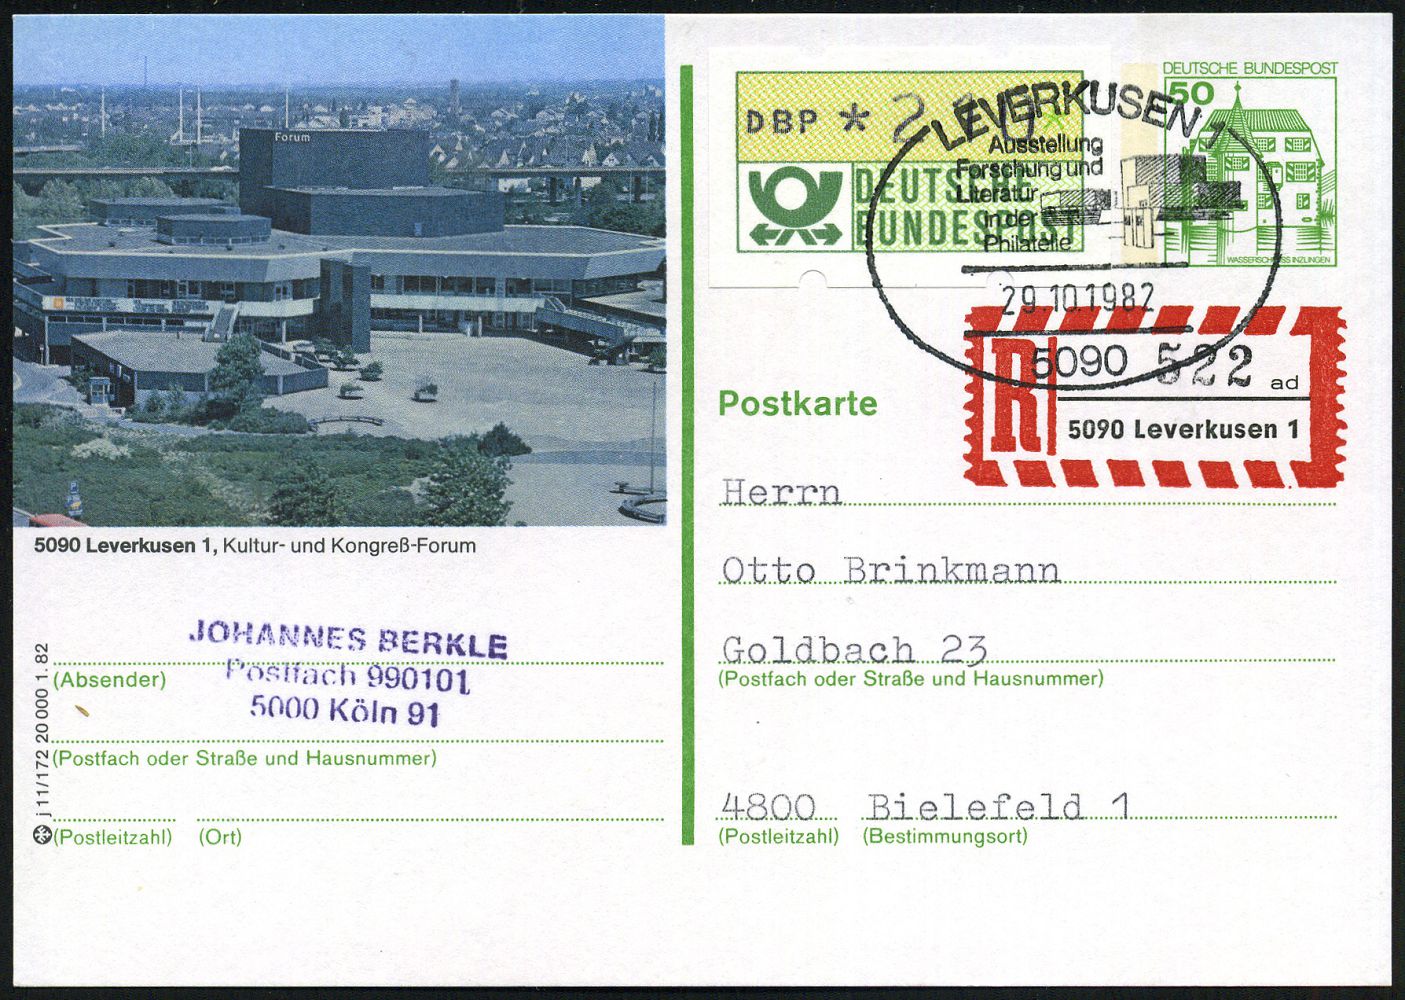 Forum
5090 Leverkusen 1, Kultur- und Kongreß-Forum
JOHANNES BERKLE
Postfach 990101
5000 Köln 91
(Absender)
(Postfach oder Straße und Hausnummer)
(Postleitzahl) (Ort)
j 11/172 20 000 1. 82
DBP *
DEUTSCHE
BUNDESPOST
DEUTSCHE BUNDESPOST
50
WASSERSCHLOSS INZLINGEN
LEVERKUSEN 1
Ausstellung
Forschung und
Literatur
in der
Philatelie
29.10.1982
5090
R
522 ad
5090 Leverkusen 1
Postkarte
Herrn
Otto Brinkmann
Goldbach 23
(Postfach oder Straße und Hausnummer)
4800 Bielefeld 1
(Postleitzahl) (Bestimmungsort)